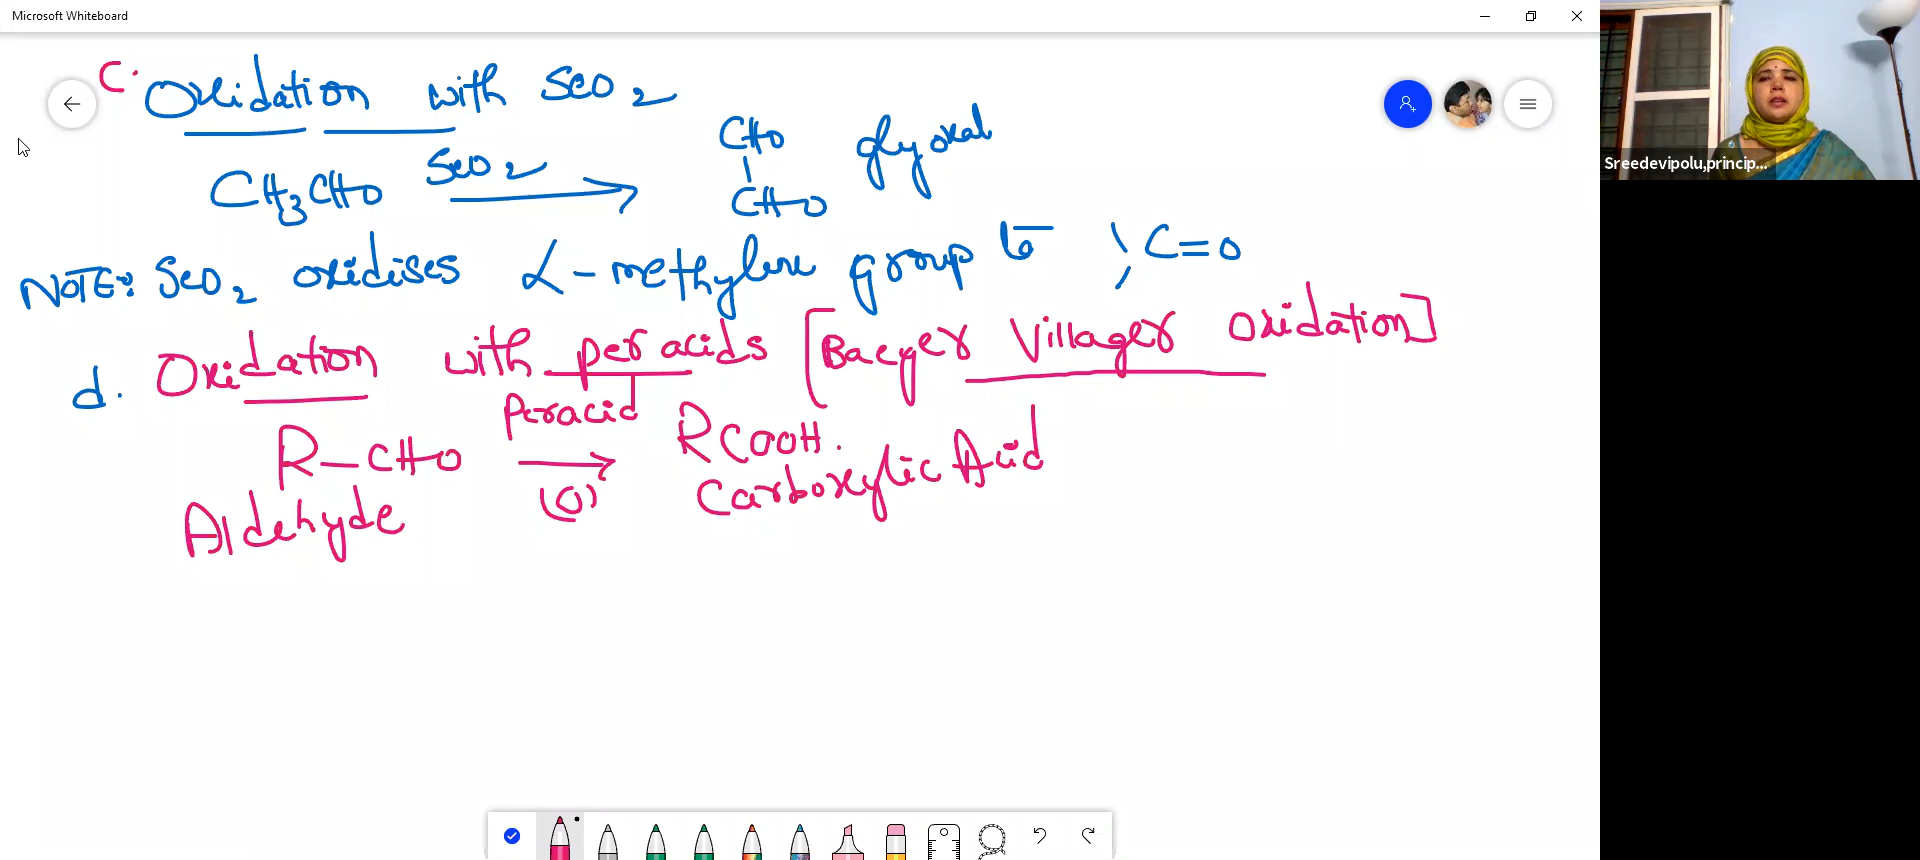 Microsoft Whiteboard
C. Oxidation with SeO2
CH3CHO SeO2 → CHO | CHO glyoxal
NOTE: SeO2 oxidises α-methylene group to C=O
d. Oxidation with per acids [Baeyer Villager Oxidation]
R-CHO Peracid → (O) RCOOH.
Aldehyde Carboxylic Acid
Sreedevipolu,princip...